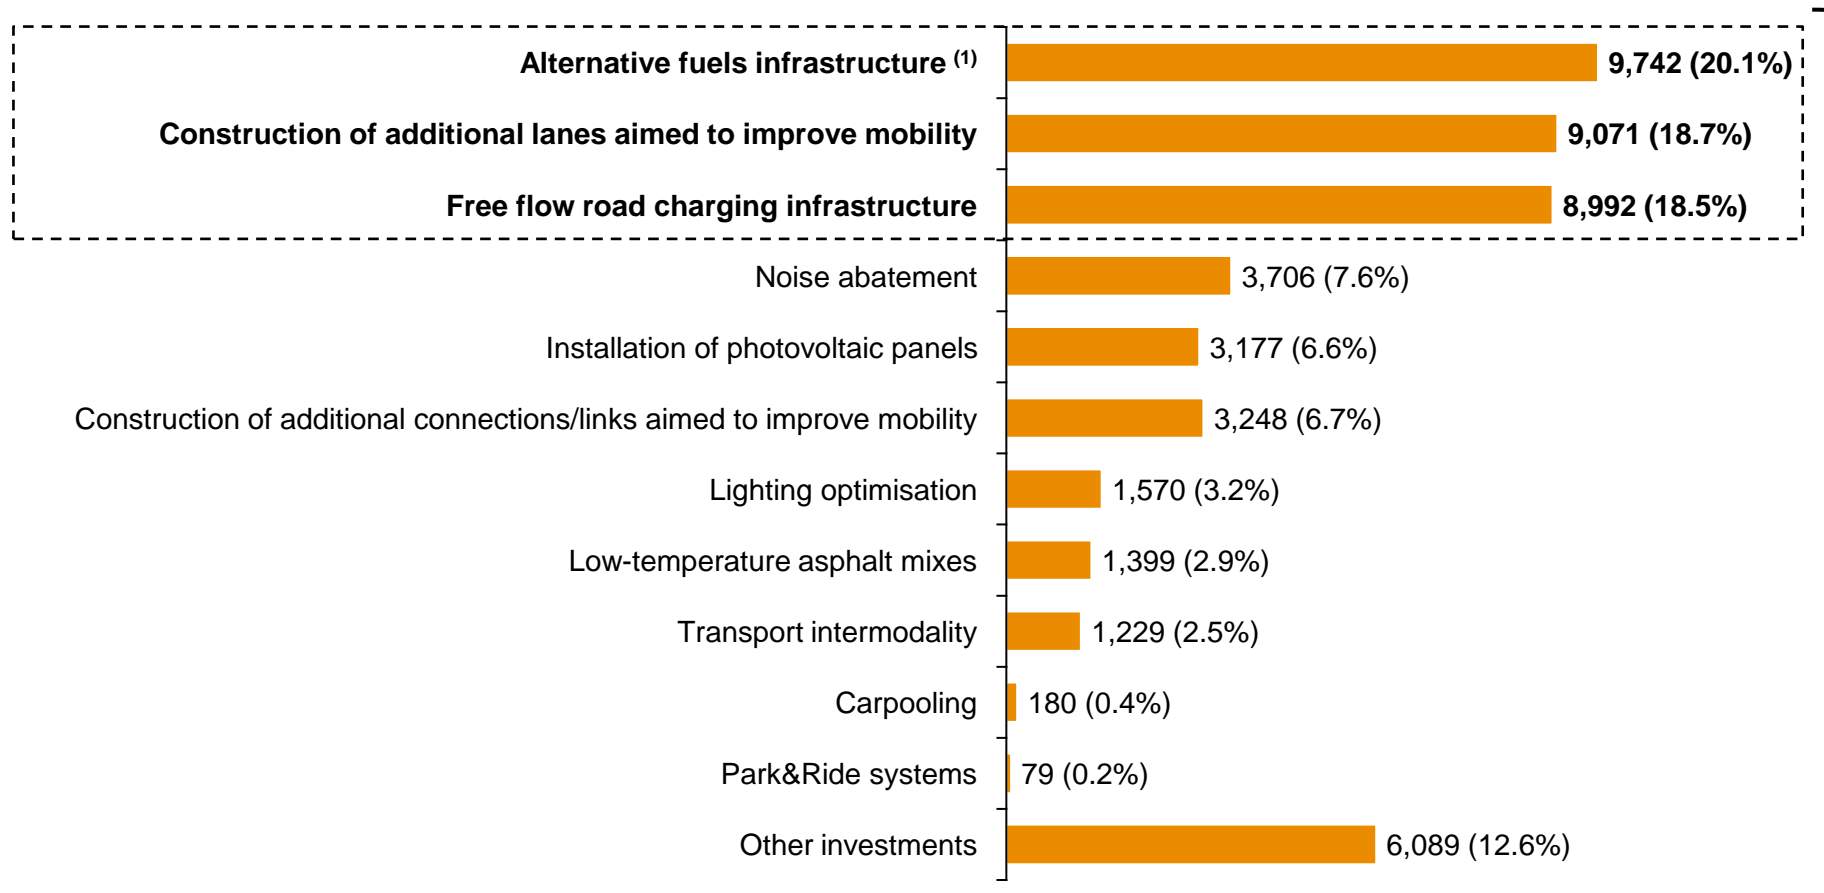 Alternative fuels infrastructure (1) 9,742 (20.1%)
Construction of additional lanes aimed to improve mobility 9,071 (18.7%)
Free flow road charging infrastructure 8,992 (18.5%)
Noise abatement 3,706 (7.6%)
Installation of photovoltaic panels 3,177 (6.6%)
Construction of additional connections/links aimed to improve mobility 3,248 (6.7%)
Lighting optimisation 1,570 (3.2%)
Low-temperature asphalt mixes 1,399 (2.9%)
Transport intermodality 1,229 (2.5%)
Carpooling 180 (0.4%)
Park&Ride systems 79 (0.2%)
Other investments 6,089 (12.6%)